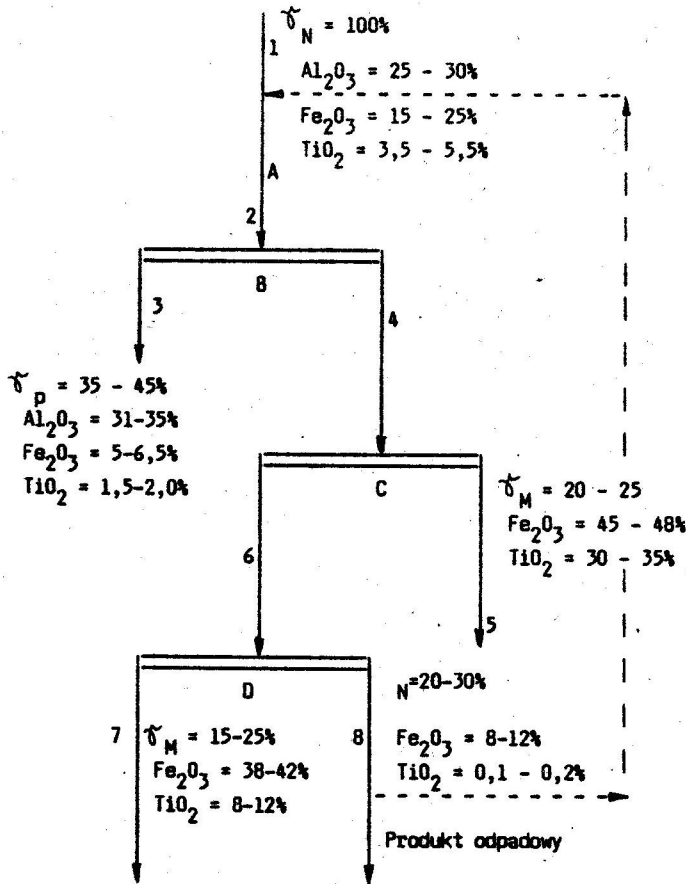 1
γN = 100%
Al2O3 = 25 - 30%
Fe2O3 = 15 - 25%
TiO2 = 3,5 - 5,5%
A
2
B
3
4
γp = 35 - 45%
Al2O3 = 31-35%
Fe2O3 = 5-6,5%
TiO2 = 1,5-2,0%
C
γM = 20 - 25
Fe2O3 = 45 - 48%
TiO2 = 30 - 35%
6
5
D
N=20-30%
7
γM = 15-25%
Fe2O3 = 38-42%
TiO2 = 8-12%
8
Fe2O3 = 8-12%
TiO2 = 0,1 - 0,2%
Produkt odpadowy